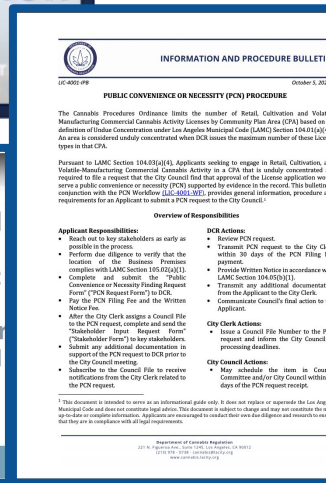 INFORMATION AND PROCEDURE BULLETI
LIC-4001-IPB
October 5, 202
PUBLIC CONVENIENCE OR NECESSITY (PCN) PROCEDURE
The Cannabis Procedures Ordinance limits the number of Retail, Cultivation and Volat
Manufacturing Commercial Cannabis Activity Licenses by Community Plan Area (CPA) based on
definition of Undue Concentration under Los Angeles Municipal Code (LAMC) Section 104.01(a)(4
An area is considered unduly concentrated when DCR issues the maximum number of these Licen
types in that CPA.
Pursuant to LAMC Section 104.03(a)(4), Applicants seeking to engage in Retail, Cultivation, a
Volatile-Manufacturing Commercial Cannabis Activity in a CPA that is unduly concentrated a
required to file a request that the City Council find that approval of the license application wou
serve a public convenience or necessity (PCN) supported by evidence in the record. This bulletin,
conjunction with the PCN Workflow (LIC-4001-WF), provides general information, procedure a
requirements for an Applicant to submit a PCN request to the City Council.¹
Overview of Responsibilities
Applicant Responsibilities:
• Reach out to key stakeholders as early as
possible in the process.
• Perform due diligence to verify that the
location of the Business Premises
complies with LAMC Section 105.02(a)(1).
• Complete and submit the "Public
Convenience or Necessity Finding Request
Form" ("PCN Request Form") to DCR.
• Pay the PCN Filing Fee and the Written
Notice Fee.
• After the City Clerk assigns a Council File
to the PCN request, complete and send the
"Stakeholder Input Request Form"
("Stakeholder Form") to key stakeholders.
• Submit any additional documentation in
support of the PCN request to DCR prior to
the City Council meeting.
• Subscribe to the Council File to receive
notifications from the City Clerk related to
the PCN request.
DCR Actions:
• Review PCN request.
• Transmit PCN request to the City Cle
within 30 days of the PCN Filing F
payment.
• Provide Written Notice in accordance w
LAMC Section 104.05(b)(1).
• Transmit any additional documentat
from the Applicant to the City Clerk.
• Communicate Council's final action to
Applicant.
City Clerk Actions:
• Issue a Council File Number to the P
request and inform the City Council
processing deadlines.
City Council Actions:
• May schedule the item in Coun
Committee and/or City Council within
days of the PCN request receipt.
¹ This document is intended to serve as an informational guide only. It does not replace or supersede the Los Ange
Municipal Code and does not constitute legal advice. This document is subject to change and may not constitute the m
up-to-date or complete information. Applicants are encouraged to conduct their own due diligence and research to ens
that they are in compliance with all legal requirements.
Department of Cannabis Regulation
221 N. Figueroa Ave., Suite 1245, Los Angeles, CA 90012
(213) 978 - 0738 - cannabis@lacity.org
www.cannabis.lacity.org